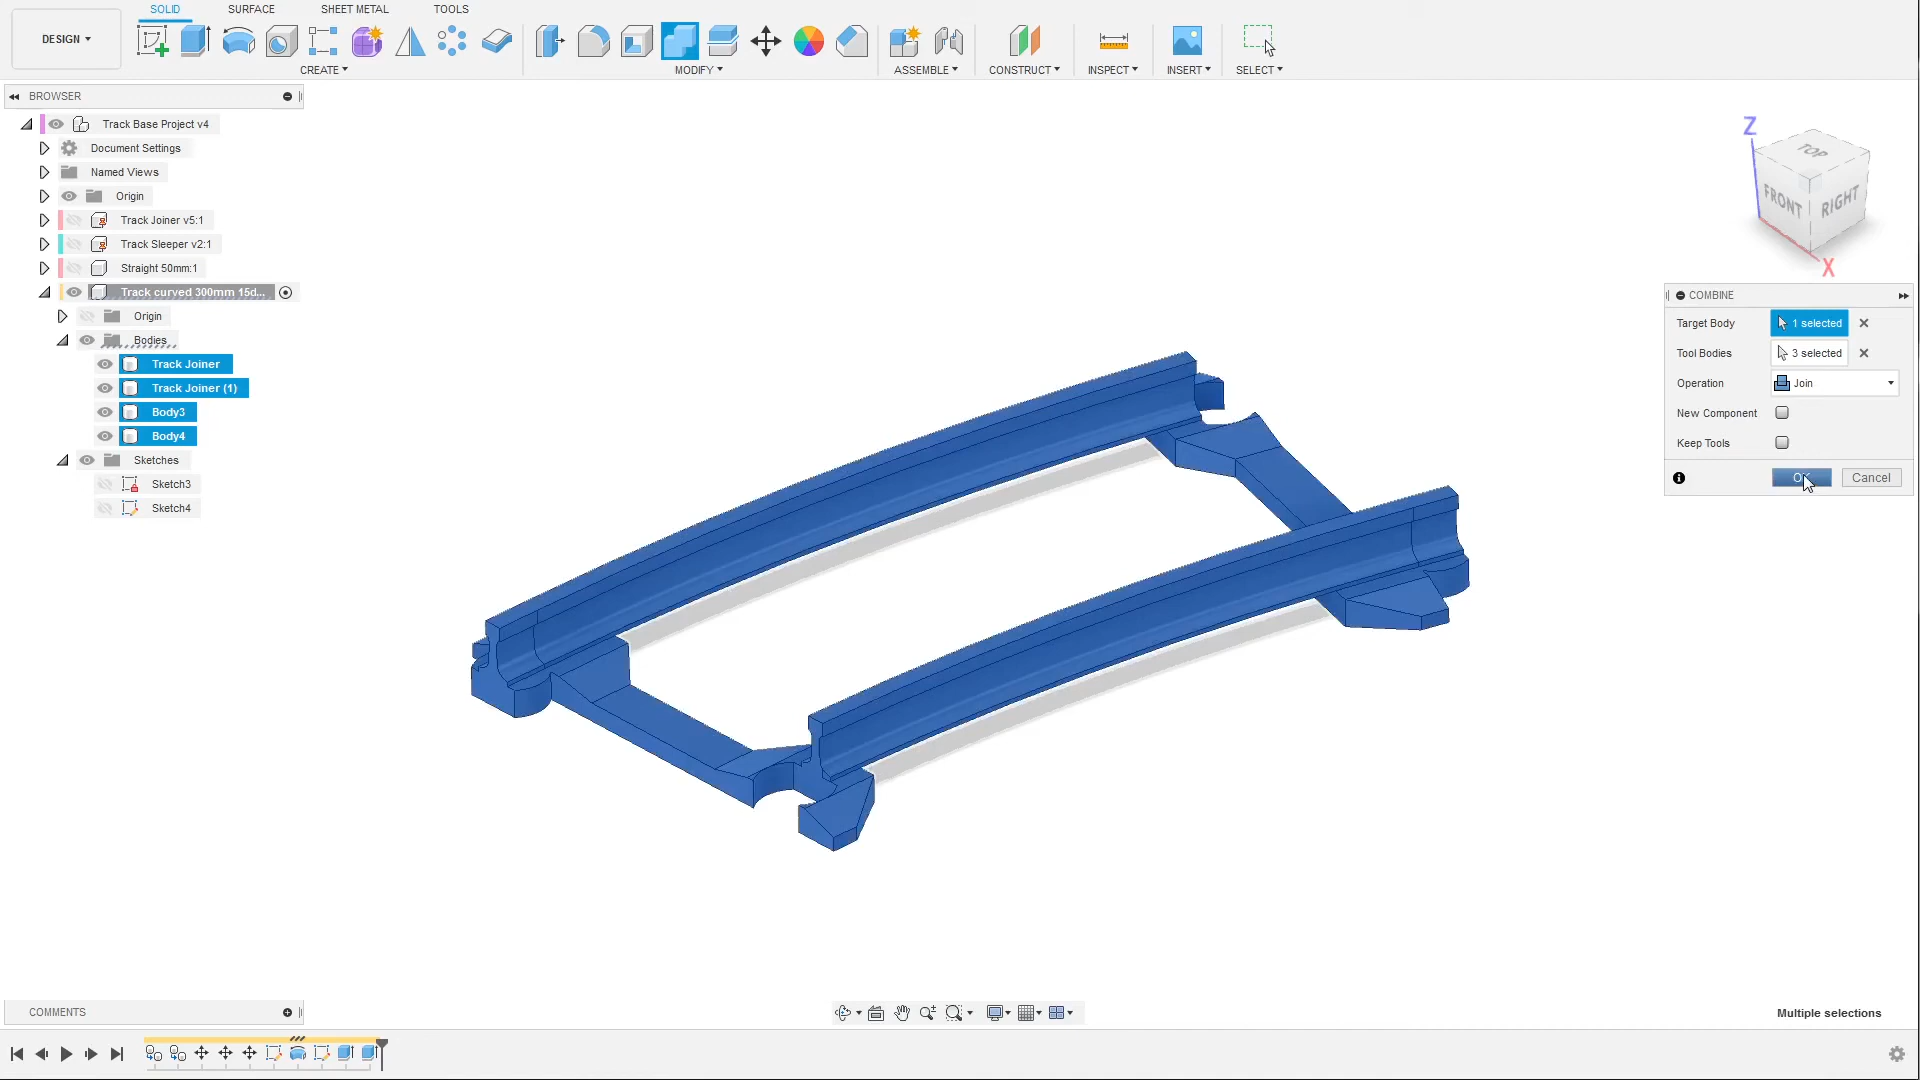 SOLID SURFACE SHEET METAL TOOLS
DESIGN
CREATE MODIFY ASSEMBLE CONSTRUCT INSPECT INSERT SELECT
BROWSER
Track Base Project v4
Document Settings
Named Views
Origin
Track Joiner v5:1
Track Sleeper v2:1
Straight 50mm:1
Track curved 300mm 15d...
Origin
Bodies
Track Joiner
Track Joiner (1)
Body3
Body4
Sketches
Sketch3
Sketch4
Z
TOP
FRONT
RIGHT
X
COMBINE
Target Body 1 selected
Tool Bodies 3 selected
Operation Join
New Component
Keep Tools
OK Cancel
COMMENTS
Multiple selections